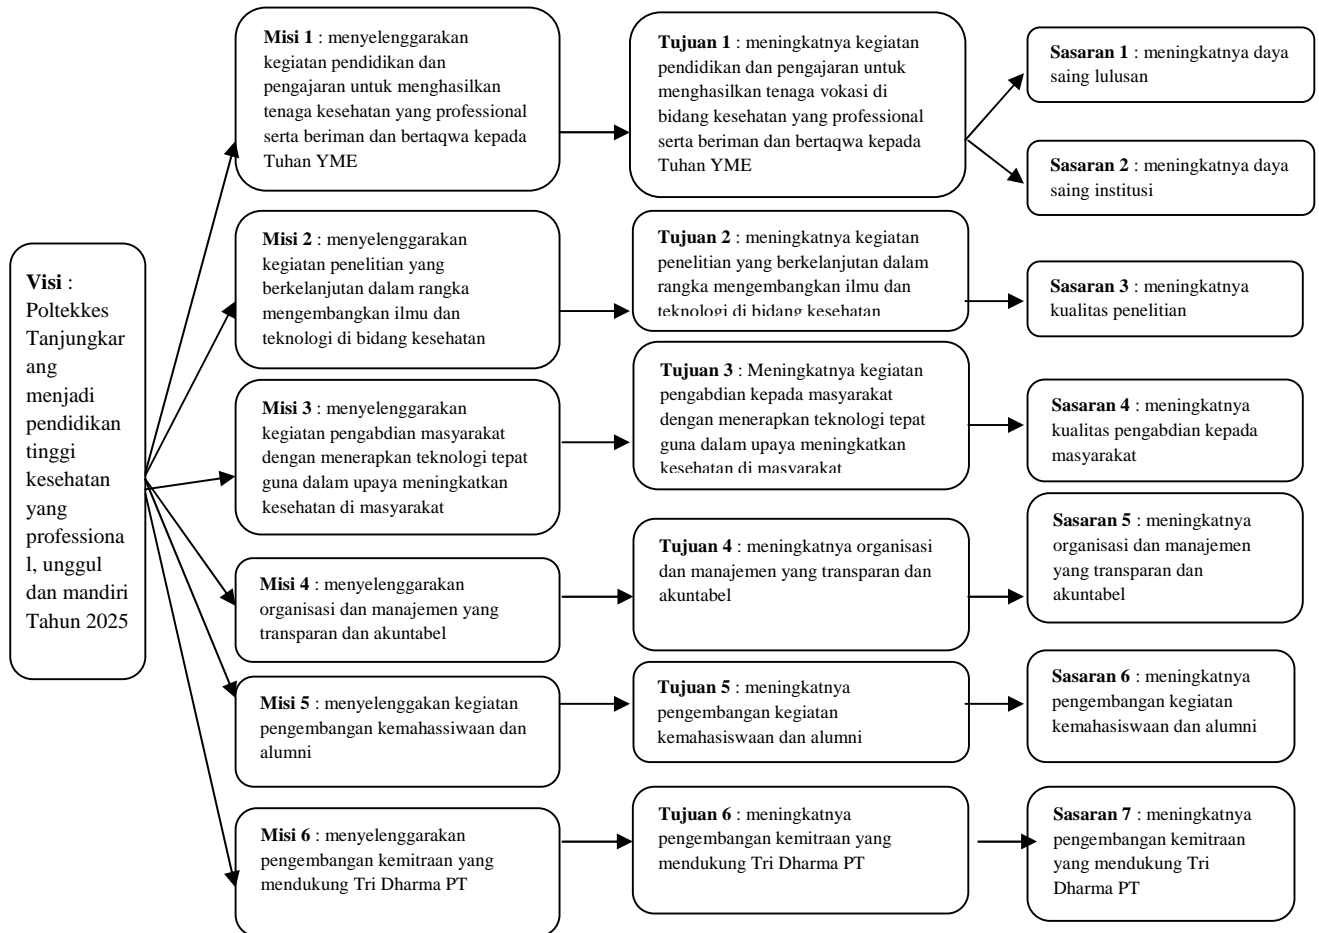 Visi :
Poltekkes
Tanjungkar
ang
menjadi
pendidikan
tinggi
kesehatan
yang
professiona
l, unggul
dan mandiri
Tahun 2025
Misi 1 : menyelenggarakan
kegiatan pendidikan dan
pengajaran untuk menghasilkan
tenaga kesehatan yang professional
serta beriman dan bertaqwa kepada
Tuhan YME
Tujuan 1 : meningkatnya kegiatan
pendidikan dan pengajaran untuk
menghasilkan tenaga vokasi di
bidang kesehatan yang professional
serta beriman dan bertaqwa kepada
Tuhan YME
Sasaran 1 : meningkatnya daya
saing lulusan
Sasaran 2 : meningkatnya daya
saing institusi
Misi 2 : menyelenggarakan
kegiatan penelitian yang
berkelanjutan dalam rangka
mengembangkan ilmu dan
teknologi di bidang kesehatan
Tujuan 2 : meningkatnya kegiatan
penelitian yang berkelanjutan dalam
rangka mengembangkan ilmu dan
teknologi di bidang kesehatan
Sasaran 3 : meningkatnya
kualitas penelitian
Misi 3 : menyelenggarakan
kegiatan pengabdian masyarakat
dengan menerapkan teknologi tepat
guna dalam upaya meningkatkan
kesehatan di masyarakat
Tujuan 3 : Meningkatnya kegiatan
pengabdian kepada masyarakat
dengan menerapkan teknologi tepat
guna dalam upaya meningkatkan
kesehatan di masyarakat
Sasaran 4 : meningkatnya
kualitas pengabdian kepada
masyarakat
Misi 4 : menyelenggarakan
organisasi dan manajemen yang
transparan dan akuntabel
Tujuan 4 : meningkatnya organisasi
dan manajemen yang transparan dan
akuntabel
Sasaran 5 : meningkatnya
organisasi dan manajemen
yang transparan dan
akuntabel
Misi 5 : menyelenggakan kegiatan
pengembangan kemahassiwaan dan
alumni
Tujuan 5 : meningkatnya
pengembangan kegiatan
kemahasiswaan dan alumni
Sasaran 6 : meningkatnya
pengembangan kegiatan
kemahasiswaan dan alumni
Misi 6 : menyelenggarakan
pengembangan kemitraan yang
mendukung Tri Dharma PT
Tujuan 6 : meningkatnya
pengembangan kemitraan yang
mendukung Tri Dharma PT
Sasaran 7 : meningkatnya
pengembangan kemitraan
yang mendukung Tri
Dharma PT